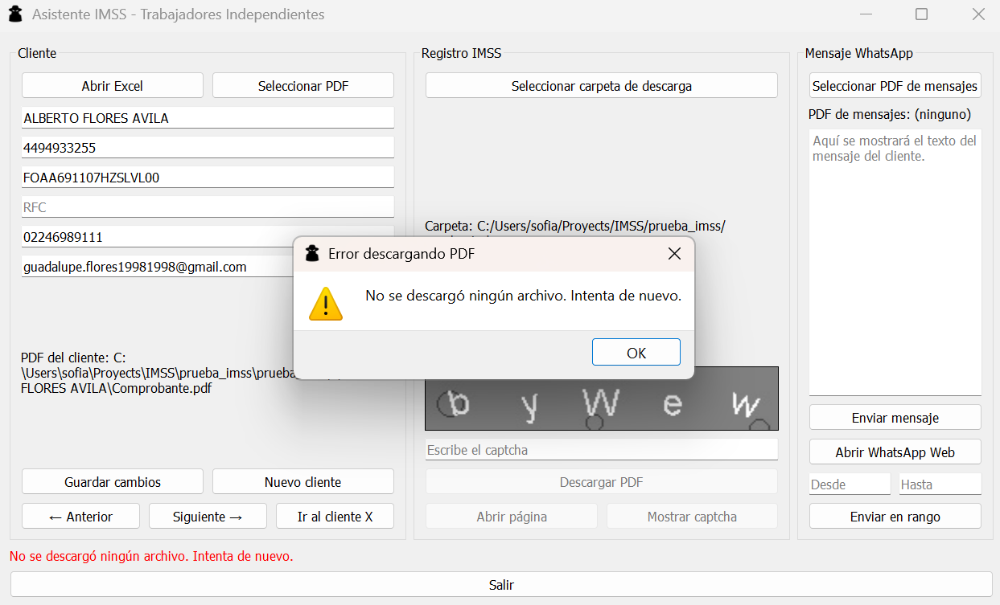 Asistente IMSS - Trabajadores Independientes
Cliente
Abrir Excel
Seleccionar PDF
ALBERTO FLORES AVILA
4494933255
FOAA691107HZSLVL00
RFC
02246989111
guadalupe.flores19981998@gmail.com
PDF del cliente: C:
\Users\sofia\Proyects\IMSS\prueba_imss\prueba_
FLORES AVILA\Comprobante.pdf
Guardar cambios
Nuevo cliente
← Anterior
Siguiente →
Ir al cliente X
Registro IMSS
Seleccionar carpeta de descarga
Carpeta: C:/Users/sofia/Proyects/IMSS/prueba_imss/
Error descargando PDF
No se descargó ningún archivo. Intenta de nuevo.
OK
b y W e w
Escribe el captcha
Descargar PDF
Abrir página
Mostrar captcha
Mensaje WhatsApp
Seleccionar PDF de mensajes
PDF de mensajes: (ninguno)
Aquí se mostrará el texto del
mensaje del cliente.
Enviar mensaje
Abrir WhatsApp Web
Desde
Hasta
Enviar en rango
No se descargó ningún archivo. Intenta de nuevo.
Salir